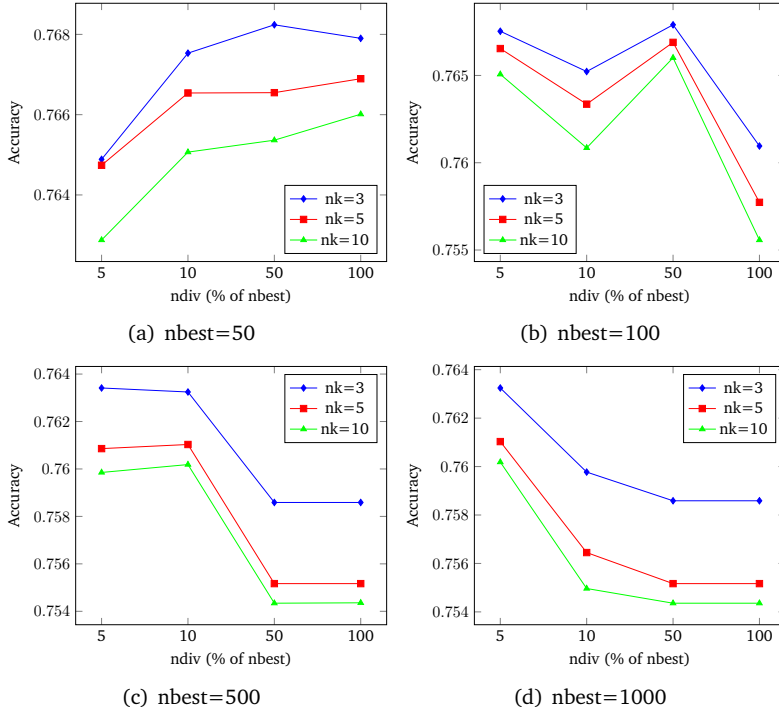 0.768
0.766
0.764
Accuracy
nk=3
nk=5
nk=10
5 10 50 100
ndiv (% of nbest)
(a) nbest=50
0.765
0.76
0.755
Accuracy
nk=3
nk=5
nk=10
5 10 50 100
ndiv (% of nbest)
(b) nbest=100
0.764
0.762
0.76
0.758
0.756
0.754
Accuracy
nk=3
nk=5
nk=10
5 10 50 100
ndiv (% of nbest)
(c) nbest=500
0.764
0.762
0.76
0.758
0.756
0.754
Accuracy
nk=3
nk=5
nk=10
5 10 50 100
ndiv (% of nbest)
(d) nbest=1000